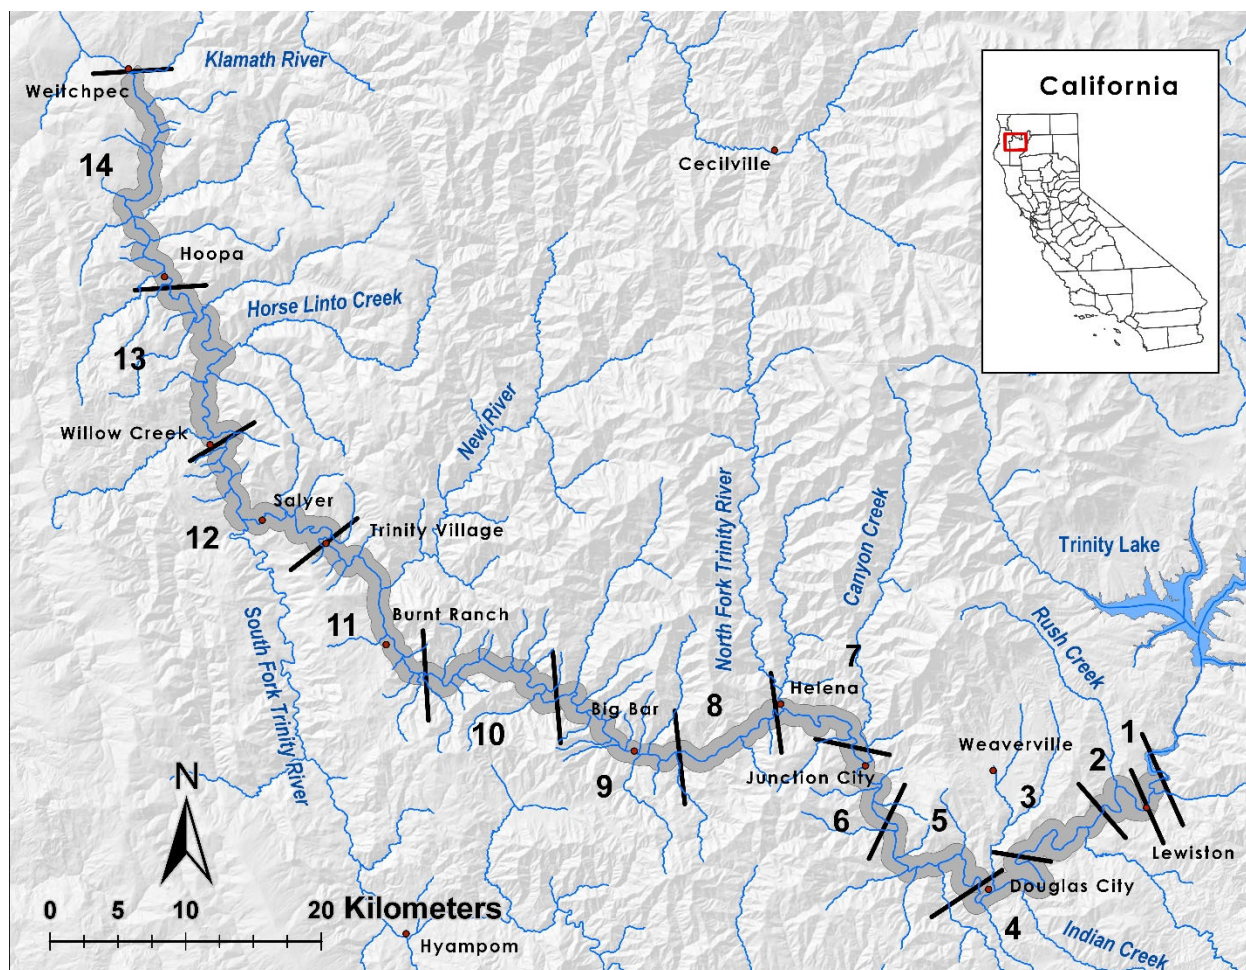 Klamath River
Weitchpec
California
Cecilville
14
Hoopa
Horse Linto Creek
13
New River
Willow Creek
North Fork Trinity River
Canyon Creek
Salyer
Trinity Village
12
Trinity Lake
South Fork Trinity River
Burnt Ranch
11
Rush Creek
7
Helena
8
Big Bar
10
Weaverville
1
2
Junction City
9
3
6
5
Lewiston
N
Douglas City
4
Indian Creek
0 5 10 20 Kilometers
Hyampom